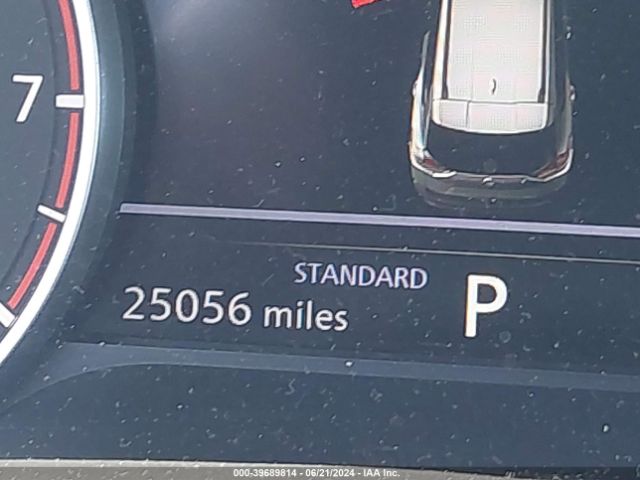 7
STANDARD
25056 miles
P
000-39689814 - 06/21/2024 - IAA Inc.